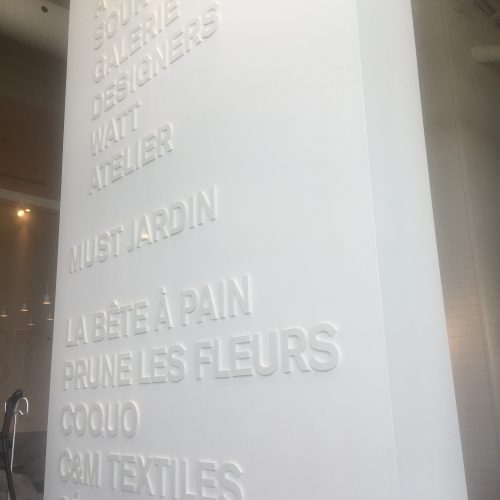 GALERIE
DESIGNERS
WATT
ATELIER
MUST JARDIN
LA BÊTE À PAIN
PRUNE LES FLEURS
COQUO
C&M TEXTILES